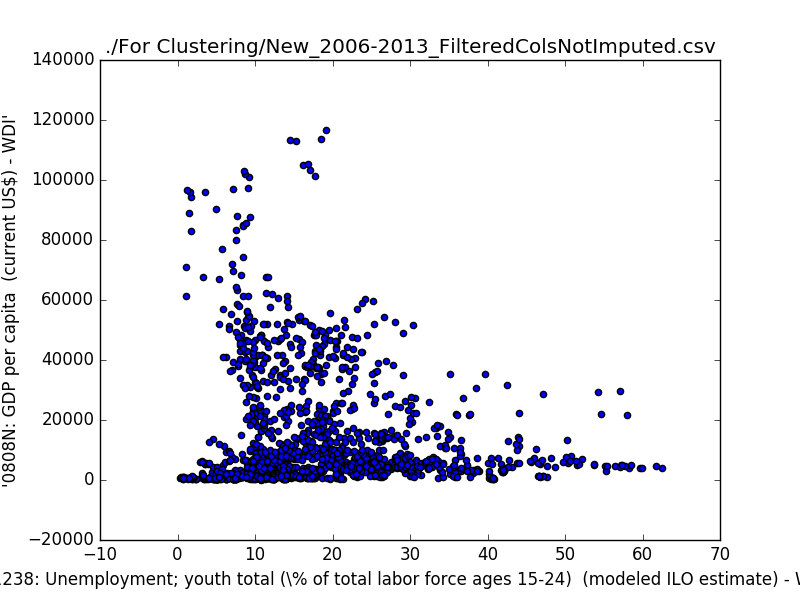 ./For Clustering/New_2006-2013_FilteredColsNotImputed.csv
140000
120000
100000
80000
60000
40000
20000
0
−20000
'0808N: GDP per capita (current US$) - WDI'
−10 0 10 20 30 40 50 60 70
238: Unemployment; youth total (\% of total labor force ages 15-24) (modeled ILO estimate) -